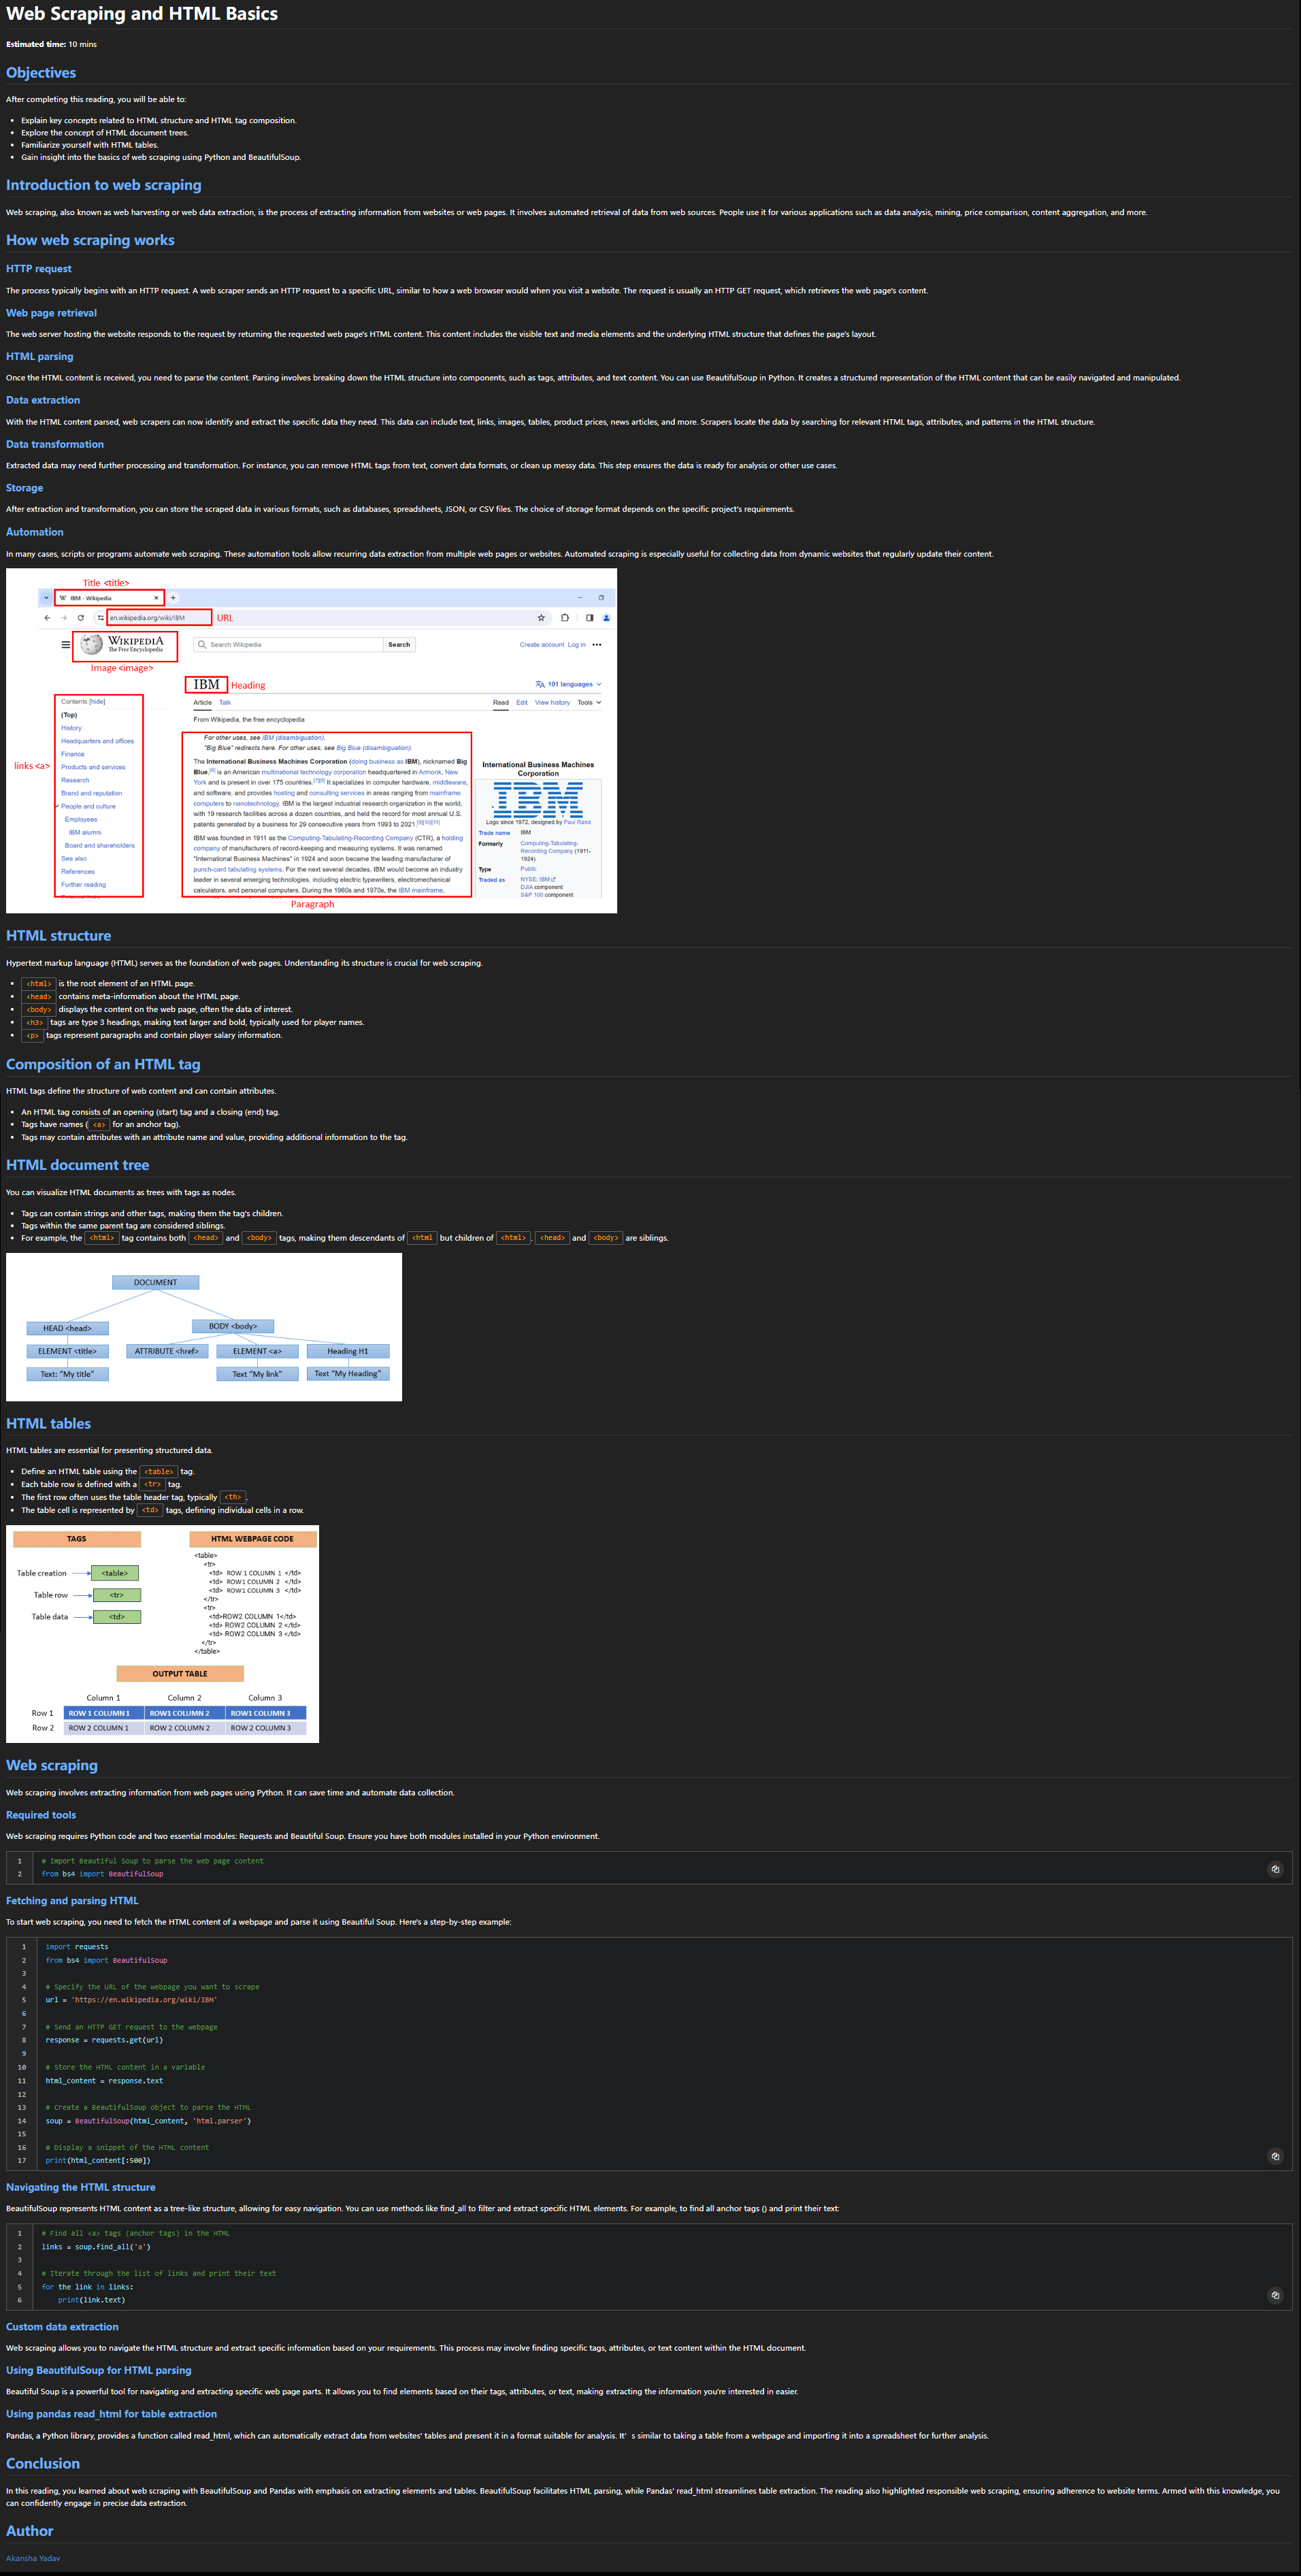 Web Scraping and HTML Basics
Estimated time: 10 mins
Objectives
After completing this reading, you will be able to:
• Explain key concepts related to HTML structure and HTML tag composition.
• Explore the concept of HTML document trees.
• Familiarize yourself with HTML tables.
• Gain insight into the basics of web scraping using Python and BeautifulSoup.
Introduction to web scraping
Web scraping, also known as web harvesting or web data extraction, is the process of extracting information from websites or web pages. It involves automated retrieval of data from web sources. People use it for various applications such as data analysis, mining, price comparison, content aggregation, and more.
How web scraping works
HTTP request
The process typically begins with an HTTP request. A web scraper sends an HTTP request to a specific URL, similar to how a web browser would when you visit a website. The request is usually an HTTP GET request, which retrieves the web page's content.
Web page retrieval
The web server hosting the website responds to the request by returning the requested web page's HTML content. This content includes the visible text and media elements and the underlying HTML structure that defines the page's layout.
HTML parsing
Once the HTML content is received, you need to parse the content. Parsing involves breaking down the HTML structure into components, such as tags, attributes, and text content. You can use BeautifulSoup in Python. It creates a structured representation of the HTML content that can be easily navigated and manipulated.
Data extraction
With the HTML content parsed, web scrapers can now identify and extract the specific data they need. This data can include text, links, images, tables, product prices, news articles, and more. Scrapers locate the data by searching for relevant HTML tags, attributes, and patterns in the HTML structure.
Data transformation
Extracted data may need further processing and transformation. For instance, you can remove HTML tags from text, convert data formats, or clean up messy data. This step ensures the data is ready for analysis or other use cases.
Storage
After extraction and transformation, you can store the scraped data in various formats, such as databases, spreadsheets, JSON, or CSV files. The choice of storage format depends on the specific project's requirements.
Automation
In many cases, scripts or programs automate web scraping. These automation tools allow recurring data extraction from multiple web pages or websites. Automated scraping is especially useful for collecting data from dynamic websites that regularly update their content.
Title <title>
W IBM - Wikipedia
en.wikipedia.org/wiki/IBM URL
WIKIPEDIA
The Free Encyclopedia
Search Wikipedia Search
Create account Log in •••
Image <image>
IBM Heading
101 languages
Article Talk Read Edit View history Tools
From Wikipedia, the free encyclopedia
links <a>
Contents [hide]
(Top)
History
Headquarters and offices
Finance
Products and services
Research
Brand and reputation
People and culture
Employees
IBM alumni
Board and shareholders
See also
References
Further reading
For other uses, see IBM (disambiguation).
"Big Blue" redirects here. For other uses, see Big Blue (disambiguation).
The International Business Machines Corporation (doing business as IBM), nicknamed Big
Blue,[6] is an American multinational technology corporation headquartered in Armonk, New
York and is present in over 175 countries.[7][8] It specializes in computer hardware, middleware,
and software, and provides hosting and consulting services in areas ranging from mainframe
computers to nanotechnology. IBM is the largest industrial research organization in the world,
with 19 research facilities across a dozen countries, and held the record for most annual U.S.
patents generated by a business for 29 consecutive years from 1993 to 2021.[9][10][11]
IBM was founded in 1911 as the Computing-Tabulating-Recording Company (CTR), a holding
company of manufacturers of record-keeping and measuring systems. It was renamed
"International Business Machines" in 1924 and soon became the leading manufacturer of
punch-card tabulating systems. For the next several decades, IBM would become an industry
leader in several emerging technologies, including electric typewriters, electromechanical
calculators, and personal computers. During the 1960s and 1970s, the IBM mainframe,
Paragraph
International Business Machines
Corporation
IBM
Logo since 1972, designed by Paul Rand
Trade name IBM
Formerly Computing-Tabulating-
Recording Company (1911–
1924)
Type Public
Traded as NYSE: IBM
DJIA component
S&P 100 component
HTML structure
Hypertext markup language (HTML) serves as the foundation of web pages. Understanding its structure is crucial for web scraping.
• <html> is the root element of an HTML page.
• <head> contains meta-information about the HTML page.
• <body> displays the content on the web page, often the data of interest.
• <h3> tags are type 3 headings, making text larger and bold, typically used for player names.
• <p> tags represent paragraphs and contain player salary information.
Composition of an HTML tag
HTML tags define the structure of web content and can contain attributes.
• An HTML tag consists of an opening (start) tag and a closing (end) tag.
• Tags have names ( <a> for an anchor tag).
• Tags may contain attributes with an attribute name and value, providing additional information to the tag.
HTML document tree
You can visualize HTML documents as trees with tags as nodes.
• Tags can contain strings and other tags, making them the tag's children.
• Tags within the same parent tag are considered siblings.
• For example, the <html> tag contains both <head> and <body> tags, making them descendants of <html but children of <html> . <head> and <body> are siblings.
DOCUMENT
HEAD <head> BODY <body>
ELEMENT <title> ATTRIBUTE <href> ELEMENT <a> Heading H1
Text: "My title" Text "My link" Text "My Heading"
HTML tables
HTML tables are essential for presenting structured data.
• Define an HTML table using the <table> tag.
• Each table row is defined with a <tr> tag.
• The first row often uses the table header tag, typically <th> .
• The table cell is represented by <td> tags, defining individual cells in a row.
TAGS
Table creation <table>
Table row <tr>
Table data <td>
HTML WEBPAGE CODE
<table>
<tr>
<td> ROW 1 COLUMN 1 </td>
<td> ROW1 COLUMN 2 </td>
<td> ROW1 COLUMN 3 </td>
</tr>
<tr>
<td>ROW2 COLUMN 1</td>
<td> ROW2 COLUMN 2 </td>
<td> ROW2 COLUMN 3 </td>
</tr>
</table>
OUTPUT TABLE
Column 1 Column 2 Column 3
Row 1 ROW 1 COLUMN 1 ROW1 COLUMN 2 ROW1 COLUMN 3
Row 2 ROW 2 COLUMN 1 ROW 2 COLUMN 2 ROW 2 COLUMN 3
Web scraping
Web scraping involves extracting information from web pages using Python. It can save time and automate data collection.
Required tools
Web scraping requires Python code and two essential modules: Requests and Beautiful Soup. Ensure you have both modules installed in your Python environment.
1 # Import Beautiful Soup to parse the web page content
2 from bs4 import BeautifulSoup
Fetching and parsing HTML
To start web scraping, you need to fetch the HTML content of a webpage and parse it using Beautiful Soup. Here's a step-by-step example:
1 import requests
2 from bs4 import BeautifulSoup
3
4 # Specify the URL of the webpage you want to scrape
5 url = 'https://en.wikipedia.org/wiki/IBM'
6
7 # Send an HTTP GET request to the webpage
8 response = requests.get(url)
9
10 # Store the HTML content in a variable
11 html_content = response.text
12
13 # Create a BeautifulSoup object to parse the HTML
14 soup = BeautifulSoup(html_content, 'html.parser')
15
16 # Display a snippet of the HTML content
17 print(html_content[:500])
Navigating the HTML structure
BeautifulSoup represents HTML content as a tree-like structure, allowing for easy navigation. You can use methods like find_all to filter and extract specific HTML elements. For example, to find all anchor tags () and print their text:
1 # Find all <a> tags (anchor tags) in the HTML
2 links = soup.find_all('a')
3
4 # Iterate through the list of links and print their text
5 for the link in links:
6 print(link.text)
Custom data extraction
Web scraping allows you to navigate the HTML structure and extract specific information based on your requirements. This process may involve finding specific tags, attributes, or text content within the HTML document.
Using BeautifulSoup for HTML parsing
Beautiful Soup is a powerful tool for navigating and extracting specific web page parts. It allows you to find elements based on their tags, attributes, or text, making extracting the information you're interested in easier.
Using pandas read_html for table extraction
Pandas, a Python library, provides a function called read_html, which can automatically extract data from websites' tables and present it in a format suitable for analysis. It's similar to taking a table from a webpage and importing it into a spreadsheet for further analysis.
Conclusion
In this reading, you learned about web scraping with BeautifulSoup and Pandas with emphasis on extracting elements and tables. BeautifulSoup facilitates HTML parsing, while Pandas' read_html streamlines table extraction. The reading also highlighted responsible web scraping, ensuring adherence to website terms. Armed with this knowledge, you
can confidently engage in precise data extraction.
Author
Akansha Yadav